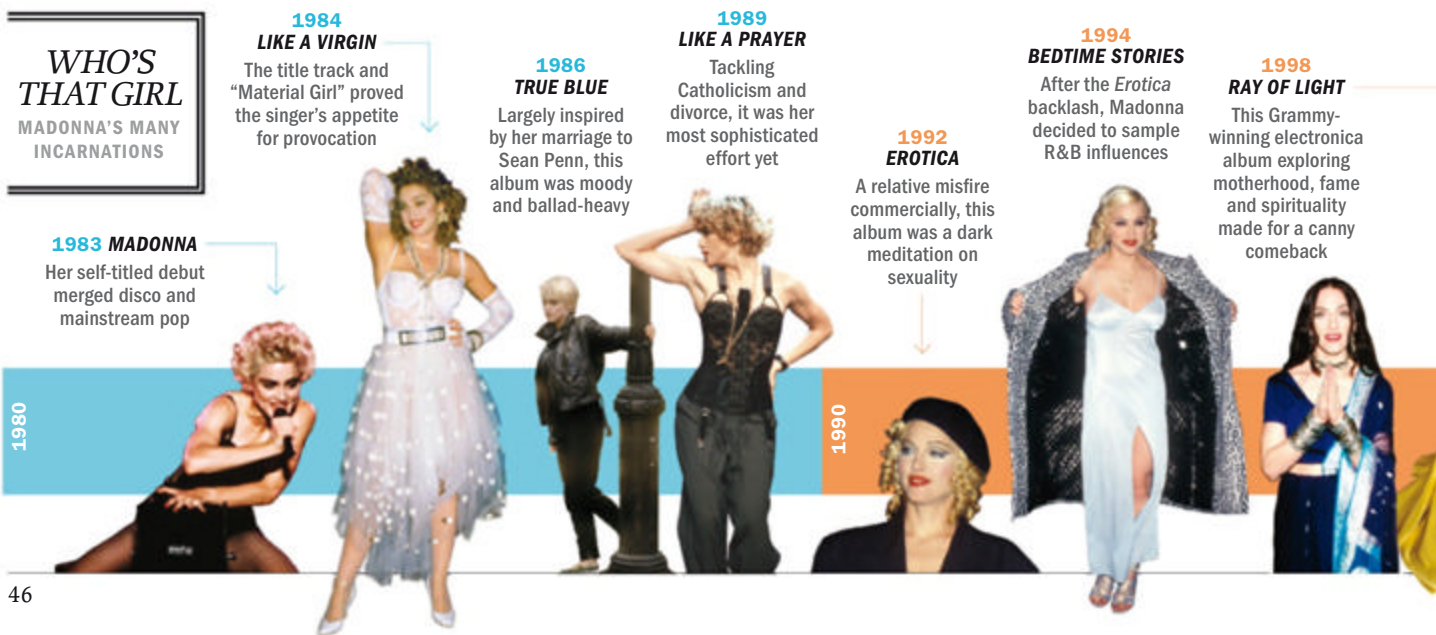 WHO'S
THAT GIRL
MADONNA'S MANY
INCARNATIONS
1983 MADONNA
Her self-titled debut
merged disco and
mainstream pop
1984
LIKE A VIRGIN
The title track and
“Material Girl” proved
the singer's appetite
for provocation
1986
TRUE BLUE
Largely inspired
by her marriage to
Sean Penn, this
album was moody
and ballad-heavy
1989
LIKE A PRAYER
Tackling
Catholicism and
divorce, it was her
most sophisticated
effort yet
1992
EROTICA
A relative misfire
commercially, this
album was a dark
meditation on
sexuality
1994
BEDTIME STORIES
After the Erotica
backlash, Madonna
decided to sample
R&B influences
1998
RAY OF LIGHT
This Grammy-
winning electronica
album exploring
motherhood, fame
and spirituality
made for a canny
comeback
1980
1990
46